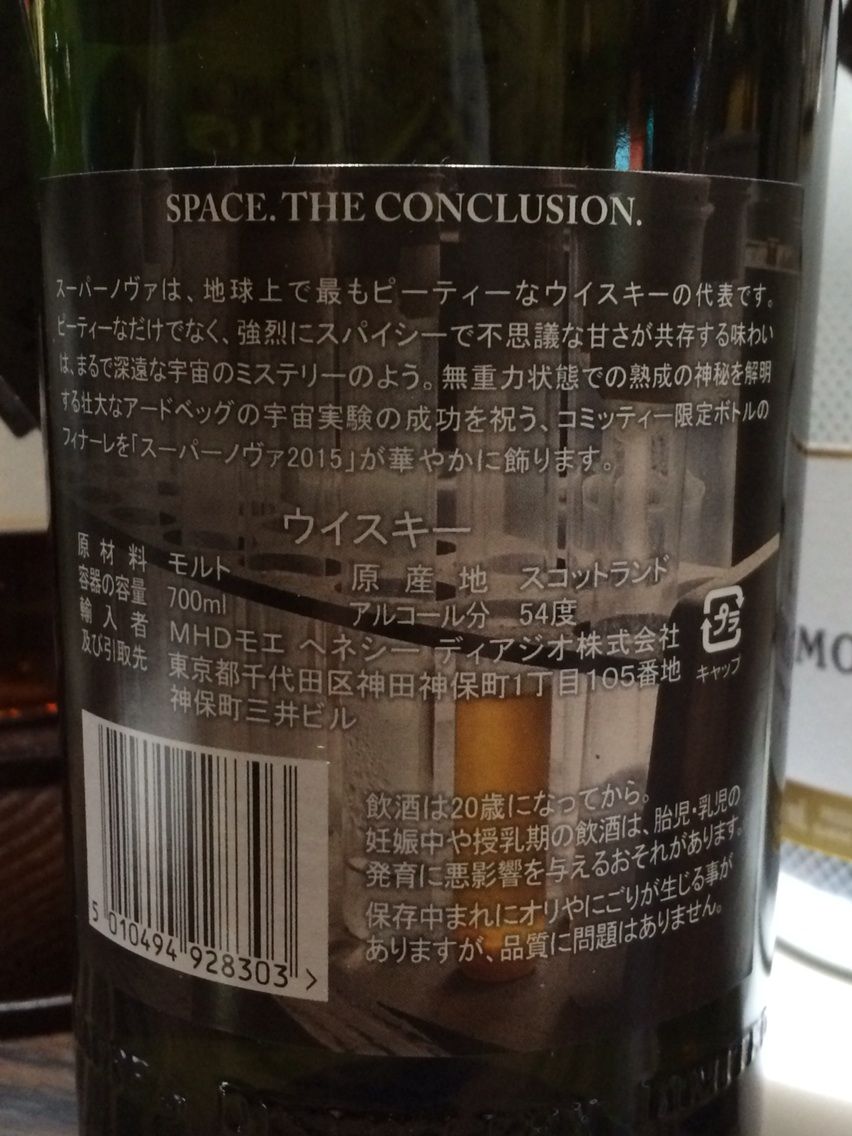 SPACE. THE CONCLUSION.
スーパーノヴァは、地球上で最もピーティーなウイスキーの代表です。
ピーティーなだけでなく、強烈にスパイシーで不思議な甘さが共存する味わい
は、まるで深遠な宇宙のミステリーのよう。無重力状態での熟成の神秘を解明
する壮大なアードベッグの宇宙実験の成功を祝う、コミッティー限定ボトルの
フィナーレを「スーパーノヴァ2015」が華やかに飾ります。
ウイスキー
原材料 モルト 原産地 スコットランド
容器の容量 700ml アルコール分 54度
輸入者 MHDモエ ヘネシー ディアジオ株式会社
及び引取先 東京都千代田区神田神保町1丁目105番地
神保町三井ビル
プラ
キャップ
飲酒は20歳になってから。
妊娠中や授乳期の飲酒は、胎児・乳児の
発育に悪影響を与えるおそれがあります。
保存中まれにオリやにごりが生じる事が
ありますが、品質に問題はありません。
5 010494 928303 >
MO